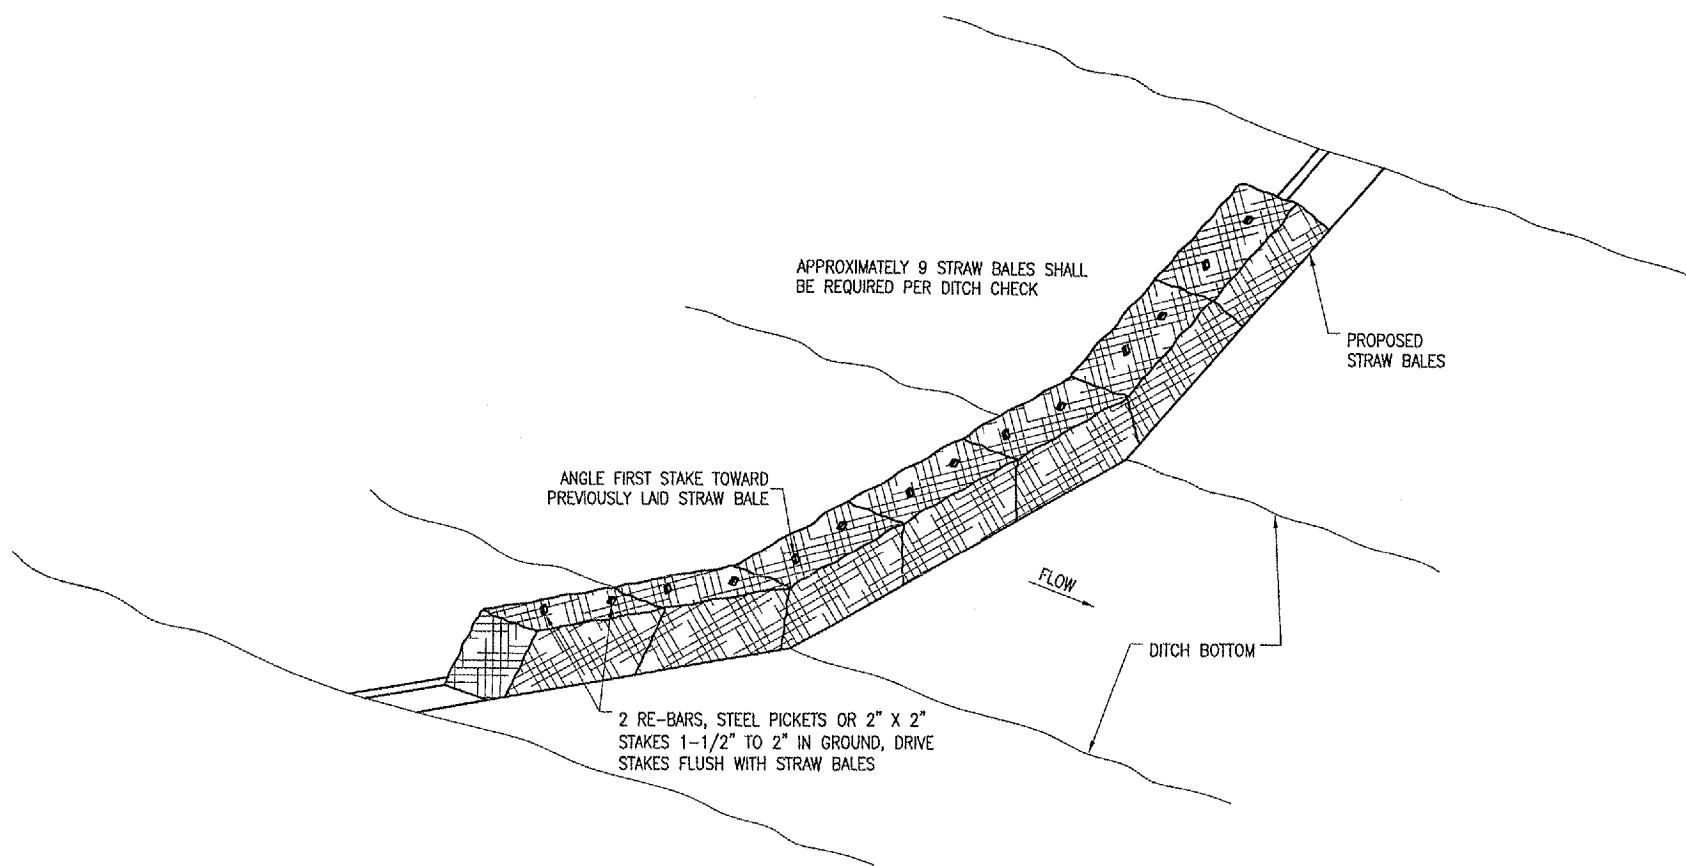 APPROXIMATELY 9 STRAW BALES SHALL
BE REQUIRED PER DITCH CHECK
PROPOSED
STRAW BALES
ANGLE FIRST STAKE TOWARD
PREVIOUSLY LAID STRAW BALE
FLOW
DITCH BOTTOM
2 RE-BARS, STEEL PICKETS OR 2" X 2"
STAKES 1-1/2" TO 2" IN GROUND, DRIVE
STAKES FLUSH WITH STRAW BALES